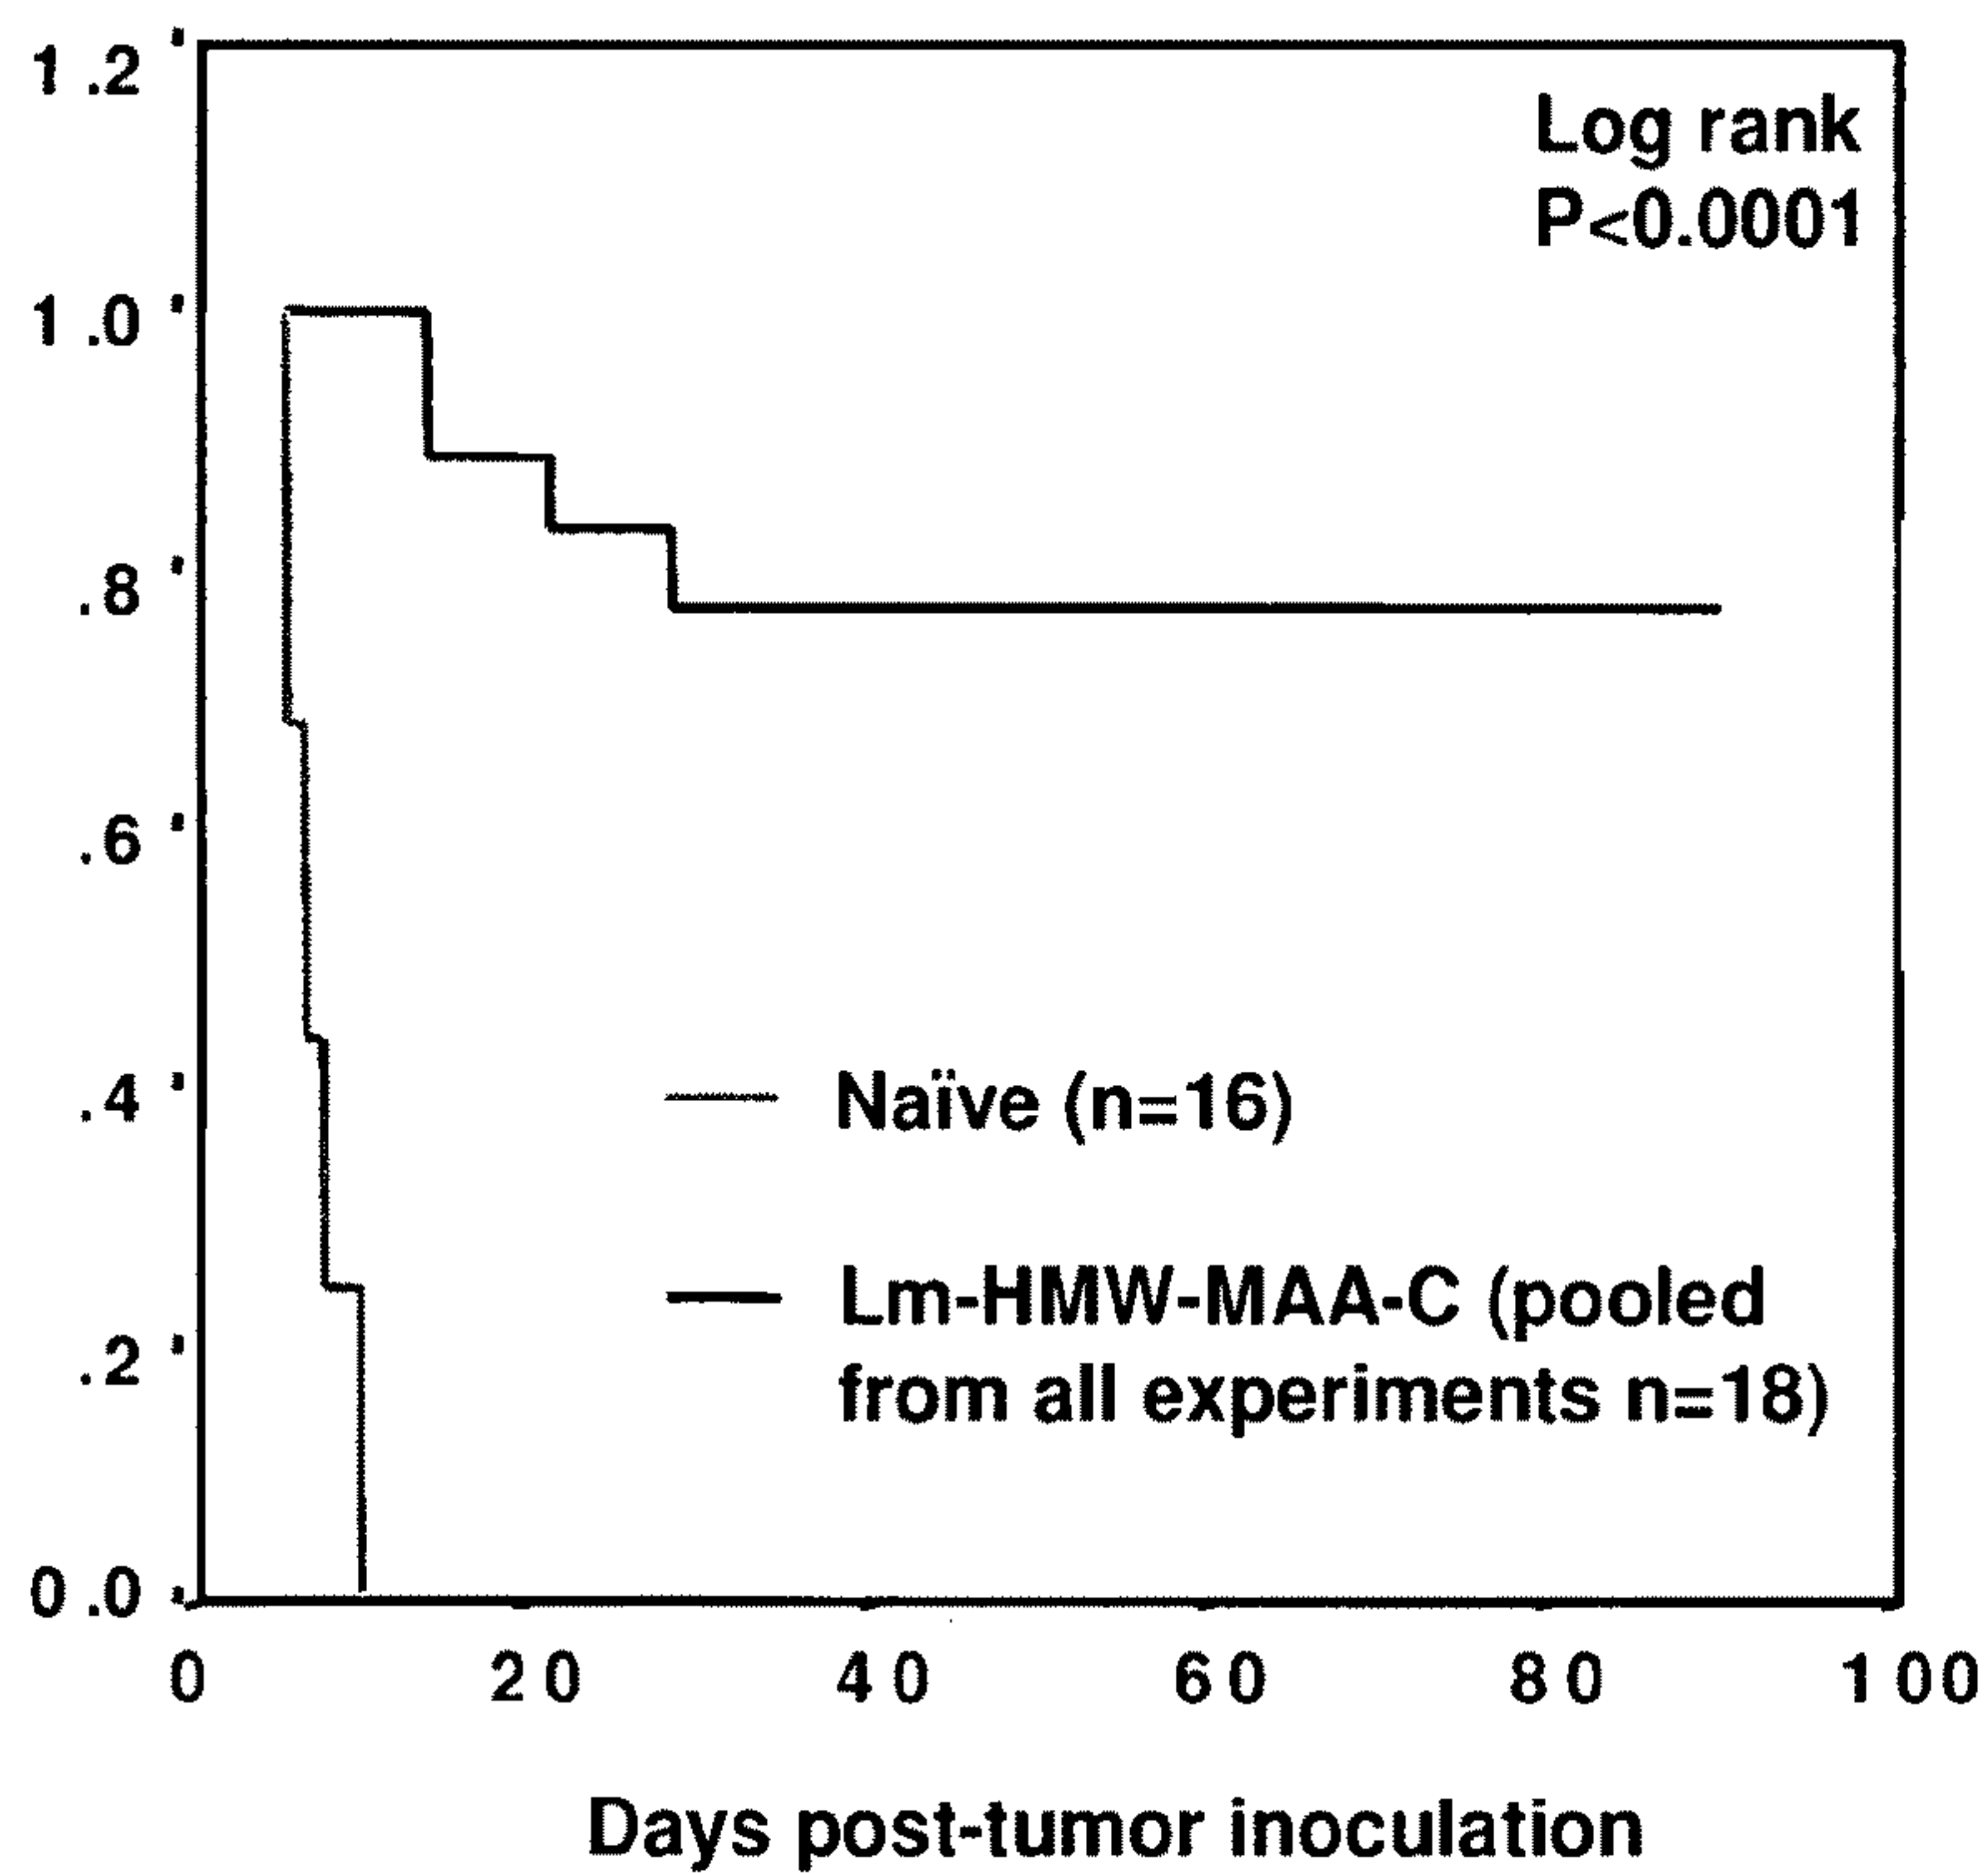 1.2
Log rank
P<0.0001
1.0
.8
.6
.4
Naïve (n=16)
Lm-HMW-MAA-C (pooled
from all experiments n=18)
.2
0.0
0 20 40 60 80 100
Days post-tumor inoculation